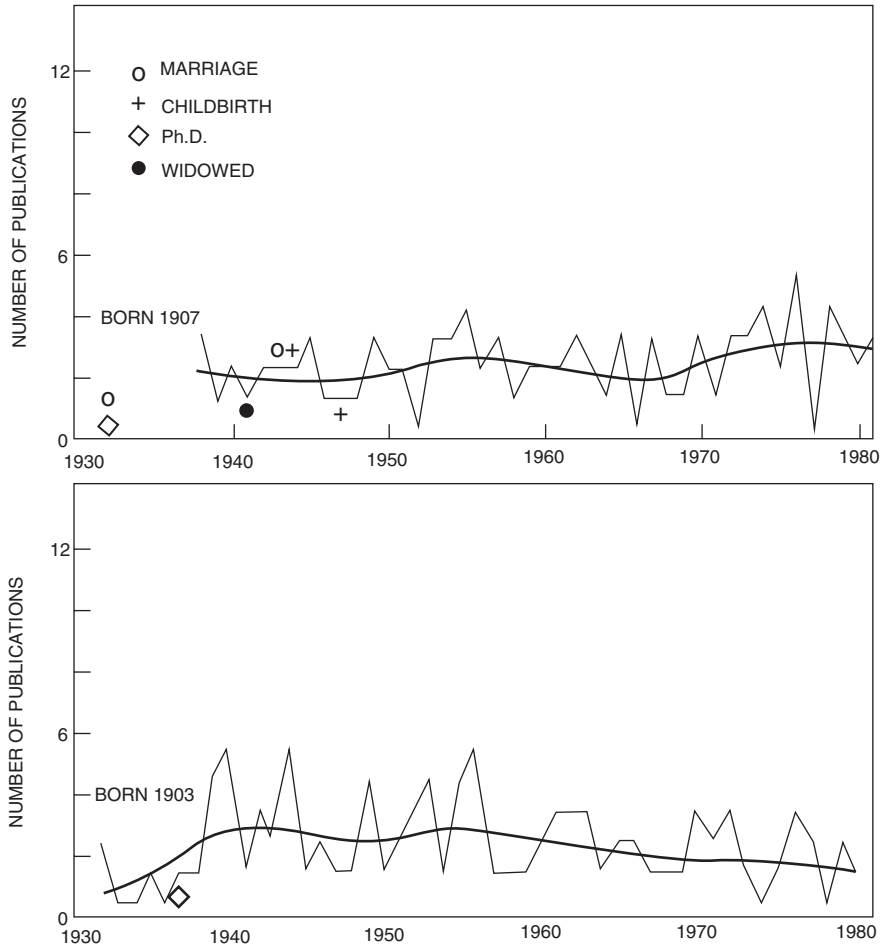 NUMBER OF PUBLICATIONS
12
6
0
o MARRIAGE
+ CHILDBIRTH
◇ Ph.D.
● WIDOWED
BORN 1907
1930 1940 1950 1960 1970 1980
NUMBER OF PUBLICATIONS
12
6
0
BORN 1903
1930 1940 1950 1960 1970 1980